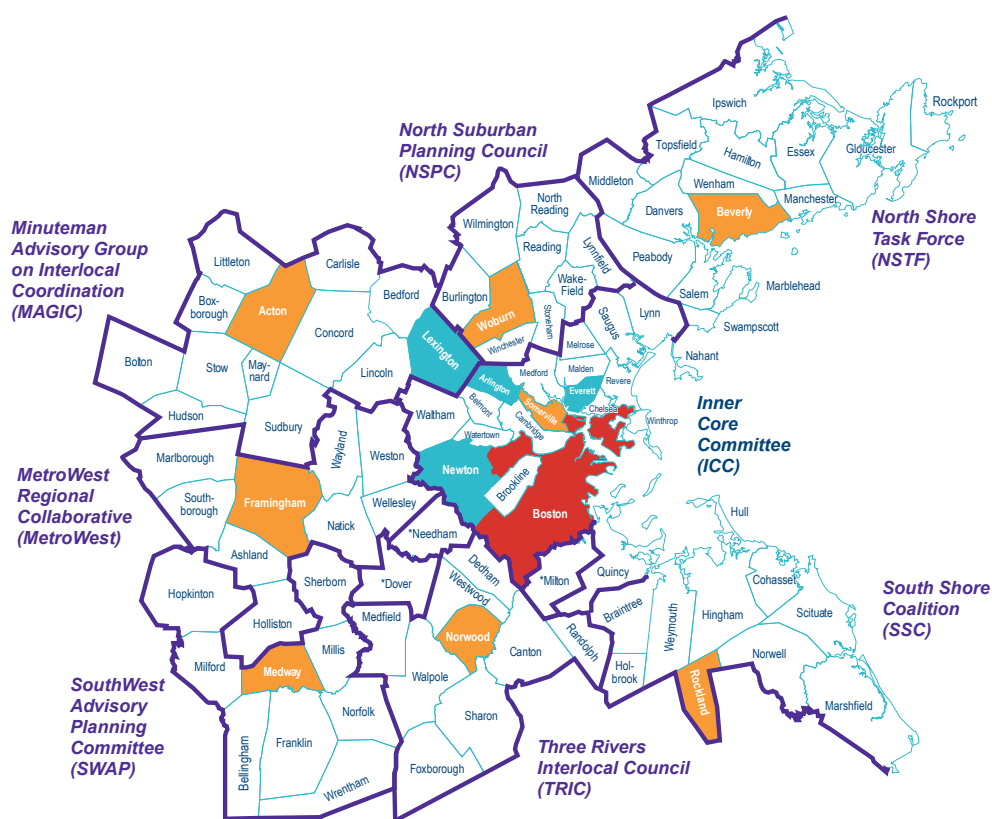 Ipswich
Rockport
North Suburban
Planning Council
(NSPC)
Topsfield
Hamilton
Essex
Gloucester
Middleton
Wenham
Manchester
Danvers
Beverly
North Shore
Task Force
(NSTF)
North
Reading
Wilmington
Reading
Lynnfield
Peabody
Minuteman
Advisory Group
on Interlocal
Coordination
(MAGIC)
Littleton
Carlisle
Bedford
Box-
borough
Acton
Burlington
Woburn
Wake-
Field
Stoneham
Salem
Marblehead
Saugus
Lynn
Swampscott
Concord
Lexington
Winchester
Melrose
Nahant
Bolton
Stow
May-
nard
Lincoln
Arlington
Medford
Malden
Everett
Revere
Hudson
Sudbury
Waltham
Belmont
Somerville
Cambridge
Chelsea
Winthrop
Inner
Core
Committee
(ICC)
Watertown
Wayland
Weston
Marlborough
Newton
Brookline
Boston
MetroWest
Regional
Collaborative
(MetroWest)
South-
borough
Framingham
Natick
Wellesley
*Needham
Hull
Ashland
Sherborn
*Dover
Dedham
Westwood
*Milton
Quincy
Cohasset
South Shore
Coalition
(SSC)
Hopkinton
Holliston
Medfield
Norwood
Canton
Randolph
Braintree
Weymouth
Hingham
Scituate
Milford
Medway
Millis
Walpole
Hol-
brook
Rockland
Norwell
SouthWest
Advisory
Planning
Committee
(SWAP)
Norfolk
Sharon
Marshfield
Bellingham
Franklin
Wrentham
Foxborough
Three Rivers
Interlocal Council
(TRIC)